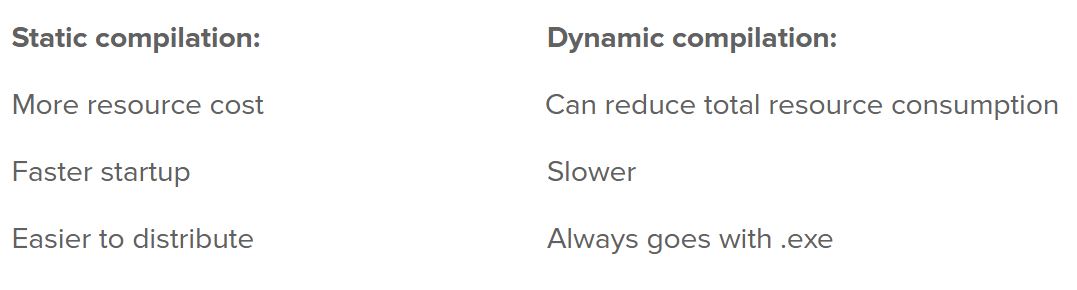 Static compilation:
Dynamic compilation:
More resource cost
Can reduce total resource consumption
Faster startup
Slower
Easier to distribute
Always goes with .exe